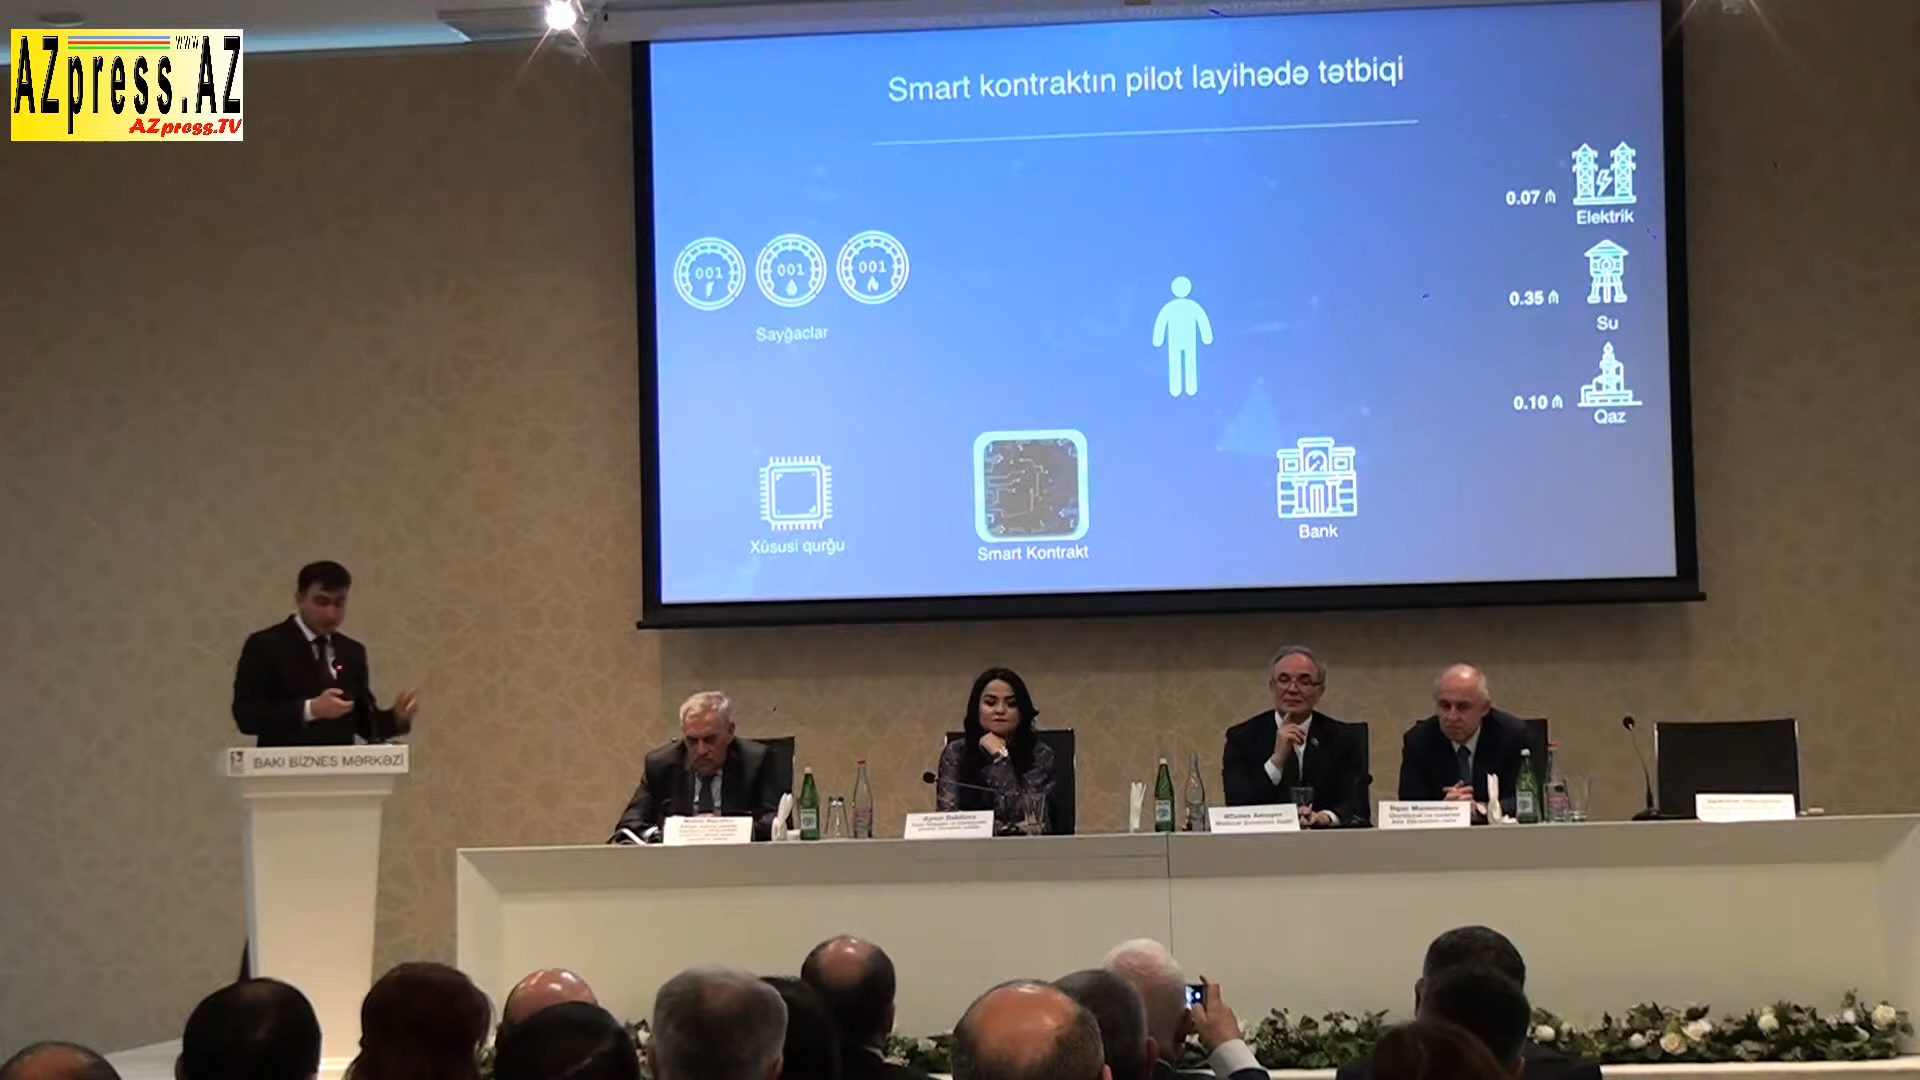 AZpress.AZ
www
AZpress.TV
Smart kontraktın pilot layihədə tətbiqi
0.07 ₼
Elektrik
001
001
001
Sayğaclar
0.35 ₼
Su
0.10 ₼
Qaz
Xüsusi qurğu
Smart Kontrakt
Bank
BAKI BİZNES MƏRKƏZİ